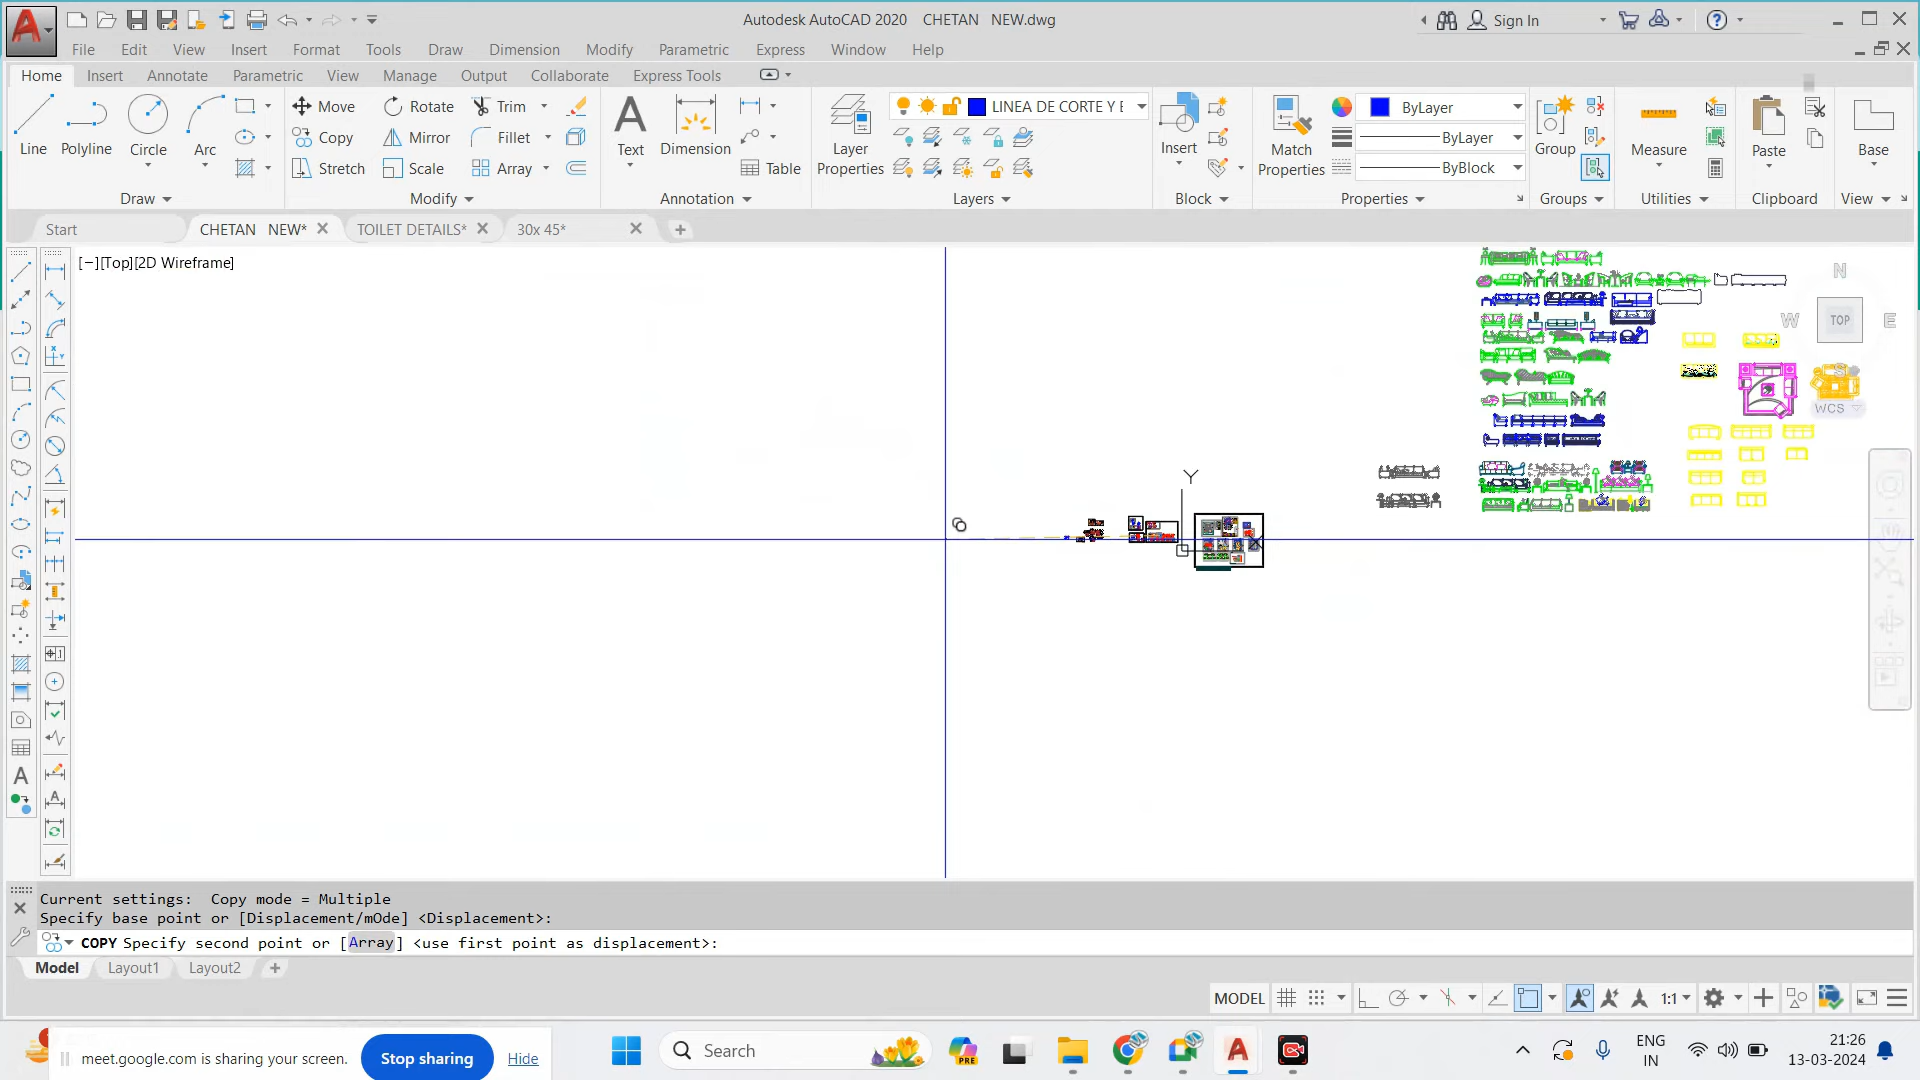 Autodesk AutoCAD 2020 CHETAN NEW.dwg
Sign In
File Edit View Insert Format Tools Draw Dimension Modify Parametric Express Window Help
Home Insert Annotate Parametric View Manage Output Collaborate Express Tools
Line Polyline Circle Arc
Move Rotate Trim
Copy Mirror Fillet
Stretch Scale Array
Text Dimension Table
Layer Properties
LINEA DE CORTE Y E
Insert
Match Properties
ByLayer
ByLayer
ByBlock
Group Measure Paste Base
Draw Modify Annotation Layers Block Properties Groups Utilities Clipboard View
Start CHETAN NEW* TOILET DETAILS* 30x 45*
[−][Top][2D Wireframe]
N
W TOP E
S
WCS
Y
Current settings: Copy mode = Multiple
Specify base point or [Displacement/mOde] <Displacement>:
COPY Specify second point or [Array] <use first point as displacement>:
Model Layout1 Layout2
MODEL 1:1
meet.google.com is sharing your screen. Stop sharing Hide
Search
PRE
ENG
IN
21:26
13-03-2024